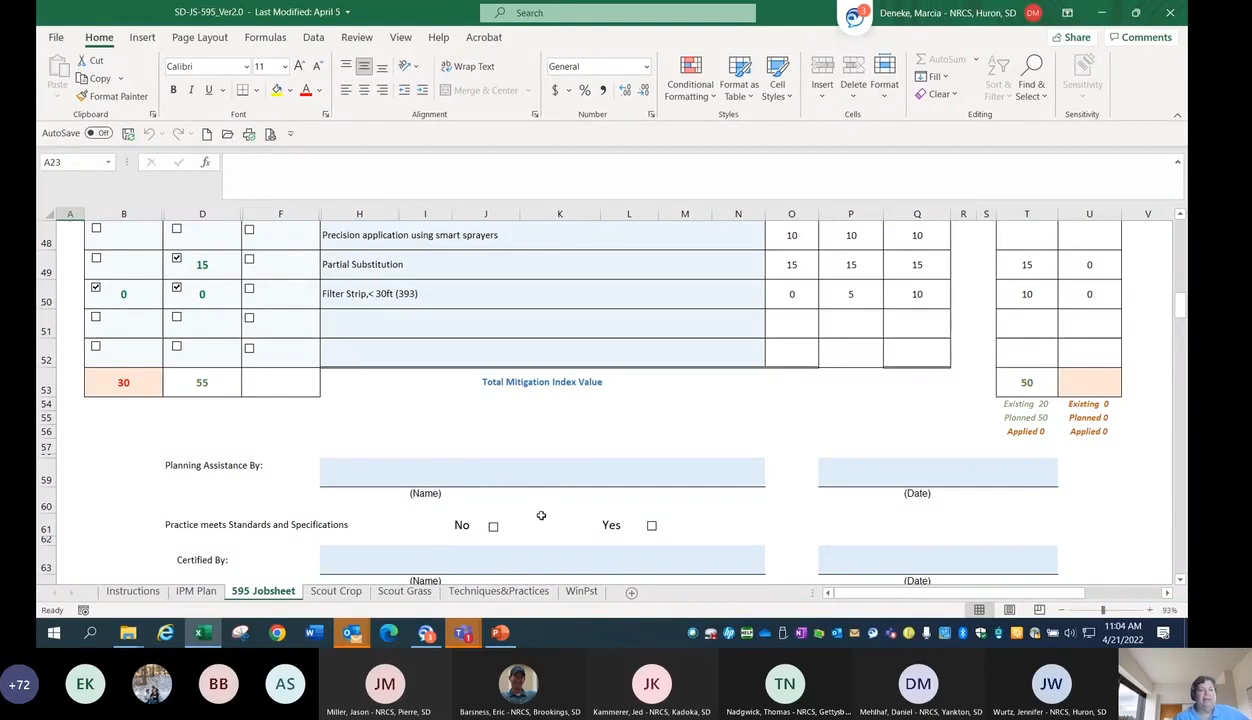 SD-JS-595_Ver2.0 - Last Modified: April 5
Search
3
Deneke, Marcia - NRCS, Huron, SD
DM
File Home Insert Page Layout Formulas Data Review View Help Acrobat
Share Comments
Paste
Cut
Copy
Format Painter
Calibri 11
B I U
Wrap Text
Merge & Center
General
$ % ,
Conditional Formatting
Format as Table
Cell Styles
Insert
Delete
Format
AutoSum
Fill
Clear
Sort & Filter
Find & Select
Sensitivity
Clipboard Font Alignment Number Styles Cells Editing Sensitivity
AutoSave Off
A23
fx
A B D F H I J K L M N O P Q R S T U V
48 Precision application using smart sprayers 10 10 10
49 15 Partial Substitution 15 15 15 15 0
50 0 0 Filter Strip,< 30ft (393) 0 5 10 10 0
51
52
53 30 55 Total Mitigation Index Value 50
54 Existing 20 Existing 0
55 Planned 50 Planned 0
56 Applied 0 Applied 0
57
59 Planning Assistance By:
60 (Name) (Date)
61 Practice meets Standards and Specifications No Yes
62
63 Certified By:
(Name) (Date)
Instructions IPM Plan 595 Jobsheet Scout Crop Scout Grass Techniques&Practices WinPst
Ready
93%
11:04 AM
4/21/2022
+72
EK
BB
AS
JM
JK
TN
DM
JW
Miller, Jason - NRCS, Pierre, SD
Barsness, Eric - NRCS, Brookings, SD
Kammerer, Jed - NRCS, Kadoka, SD
Nadgwick, Thomas - NRCS, Gettysb...
Mehlhaf, Daniel - NRCS, Yankton, SD
Wurtz, Jennifer - NRCS, Huron, SD